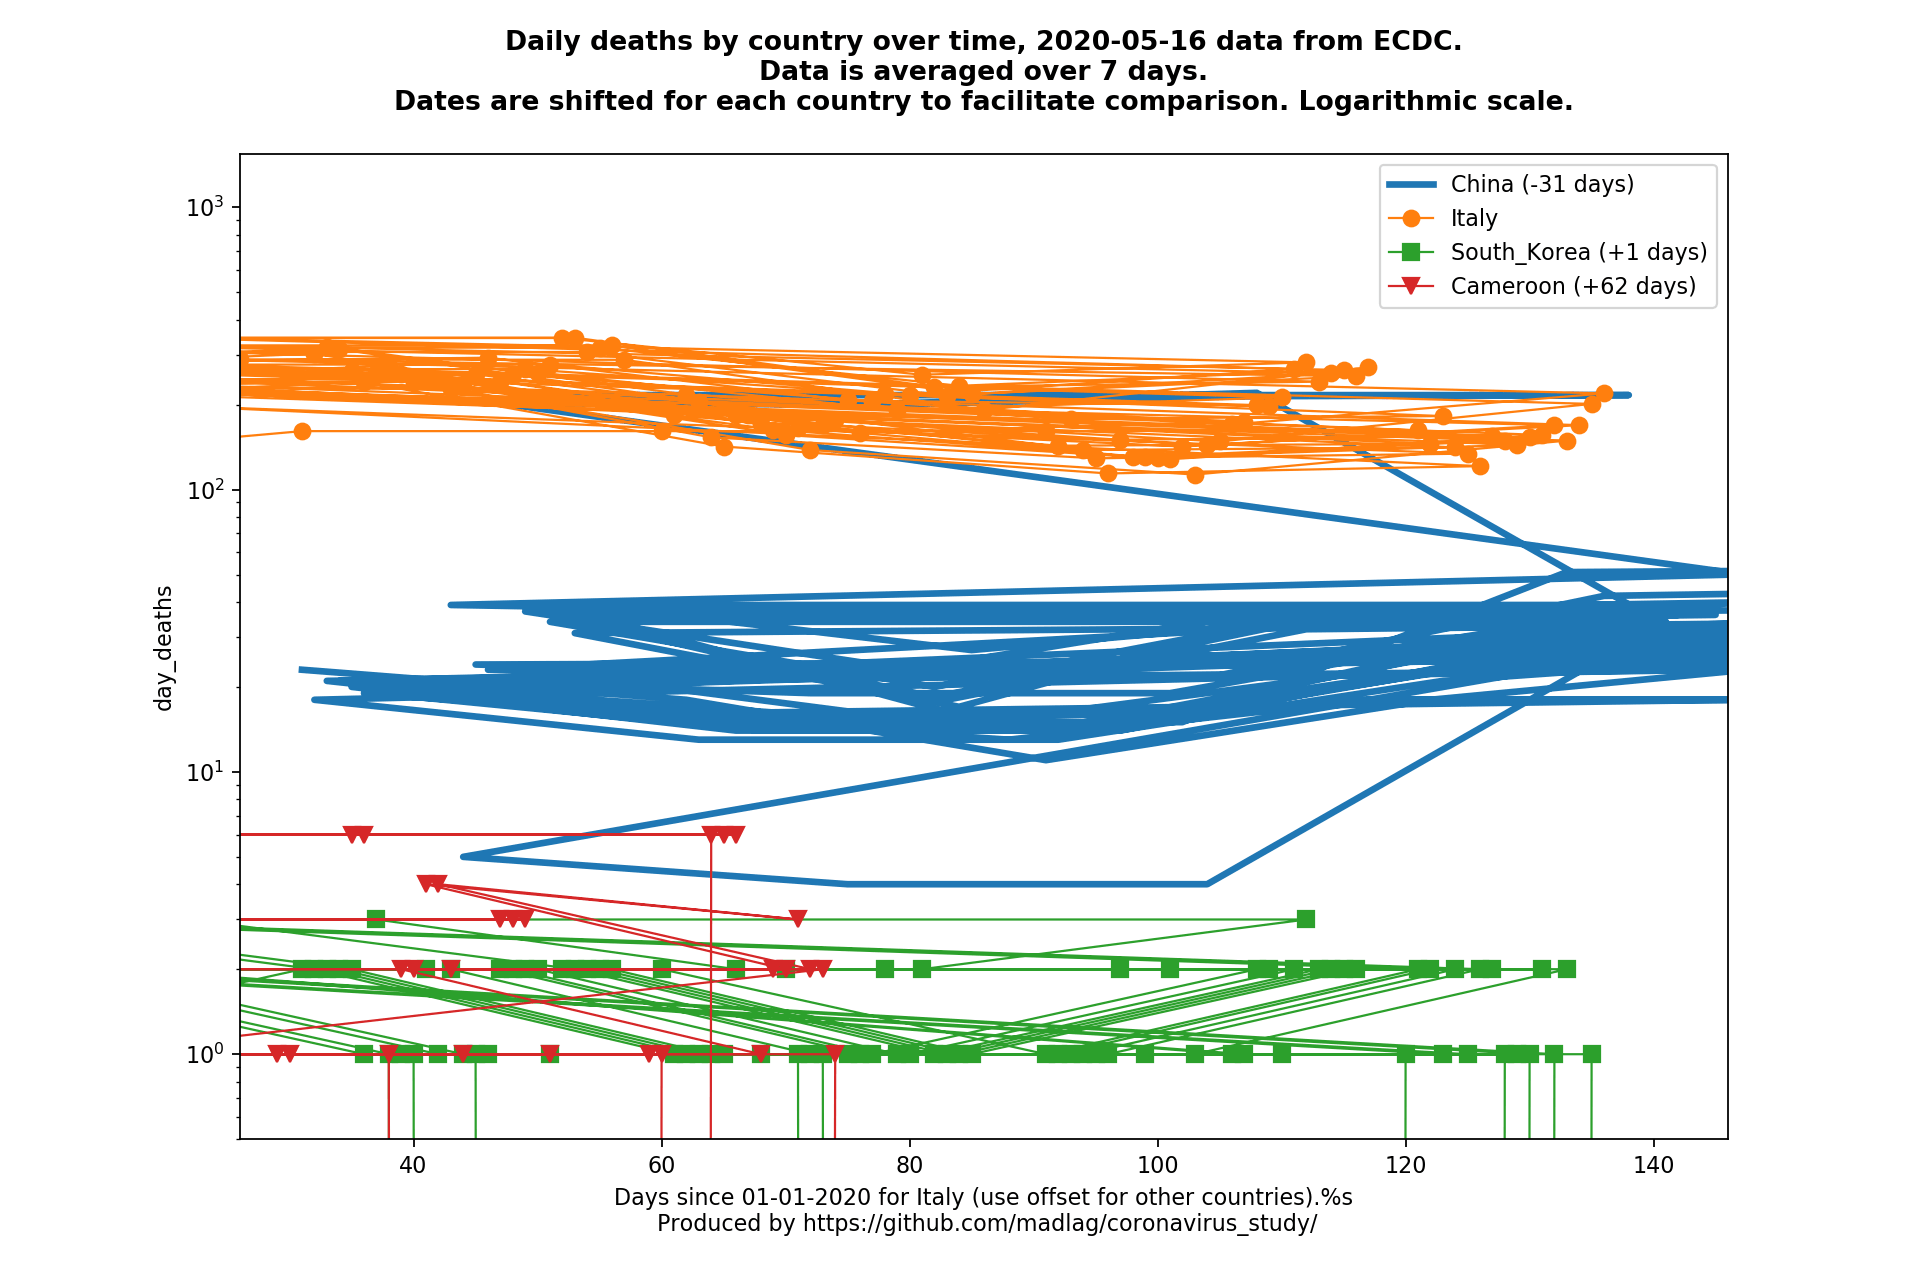 Daily deaths by country over time, 2020-05-16 data from ECDC.
Data is averaged over 7 days.
Dates are shifted for each country to facilitate comparison. Logarithmic scale.
China (-31 days)
Italy
South_Korea (+1 days)
Cameroon (+62 days)
10³
10²
10¹
10⁰
day_deaths
40 60 80 100 120 140
Days since 01-01-2020 for Italy (use offset for other countries).%s
Produced by https://github.com/madlag/coronavirus_study/